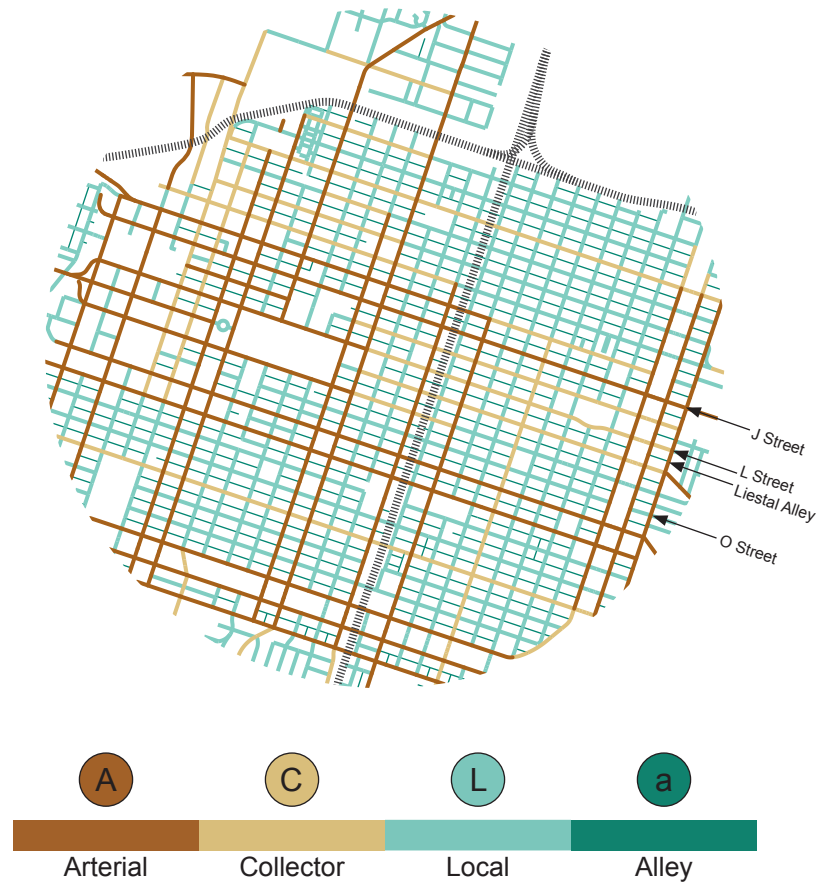 J Street
L Street
Liestal Alley
O Street
A
C
L
a
Arterial
Collector
Local
Alley